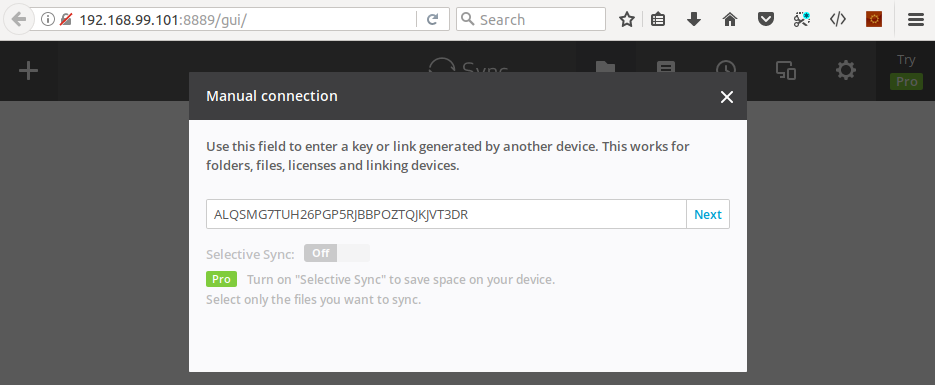 192.168.99.101:8889/gui/
Search
Sync
Try
Pro
Manual connection
Use this field to enter a key or link generated by another device. This works for
folders, files, licenses and linking devices.
ALQSMG7TUH26PGP5RJBBPOZTQJKJVT3DR
Next
Selective Sync: Off
Pro Turn on "Selective Sync" to save space on your device.
Select only the files you want to sync.